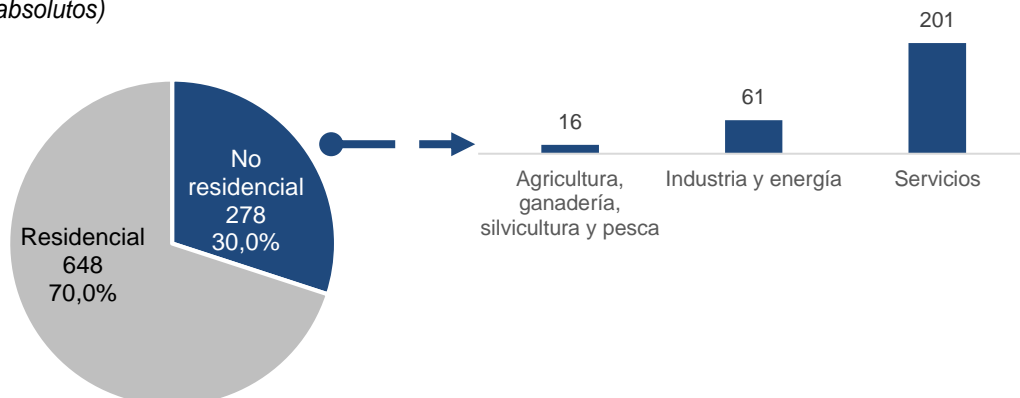 absolutos)
No
residencial
278
30,0%
Residencial
648
70,0%
16
61
201
Agricultura,
ganadería,
silvicultura y pesca
Industria y energía
Servicios